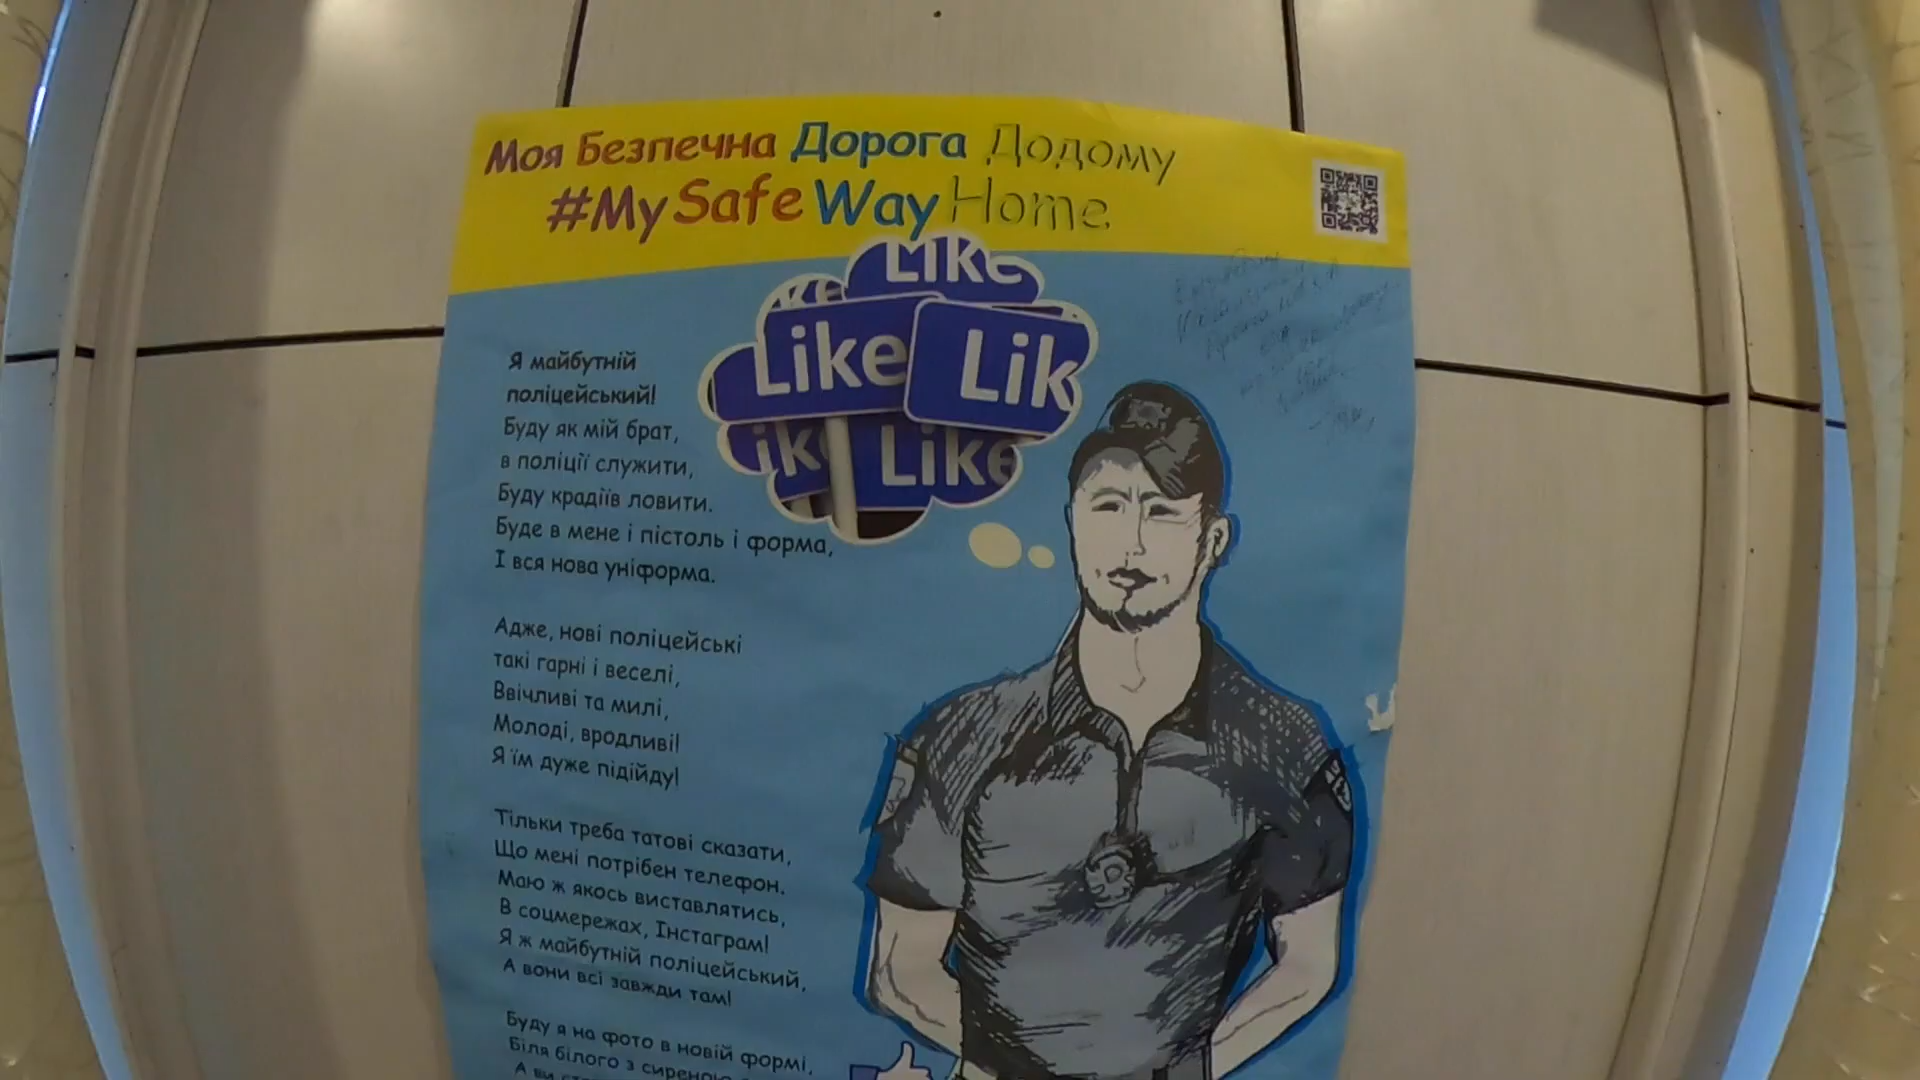 Моя Безпечна Дорога Додому
#My Safe Way Home
Like
Like
Lik
ike
Like
Я майбутній
поліцейський!
Буду як мій брат,
в поліції служити,
Буду крадіїв ловити.
Буде в мене і пістоль і форма,
І вся нова уніформа.
Адже, нові поліцейські
такі гарні і веселі,
Ввічливі та милі,
Молоді, вродливі!
Я їм дуже підійду!
Тільки треба татові сказати,
Що мені потрібен телефон.
Маю ж якось виставлятись,
В соцмережах, Інстаграм!
Я ж майбутній поліцейський,
А вони всі завжди там!
Буду я на фото в новій формі,
Біля білого з сиреною
А ви